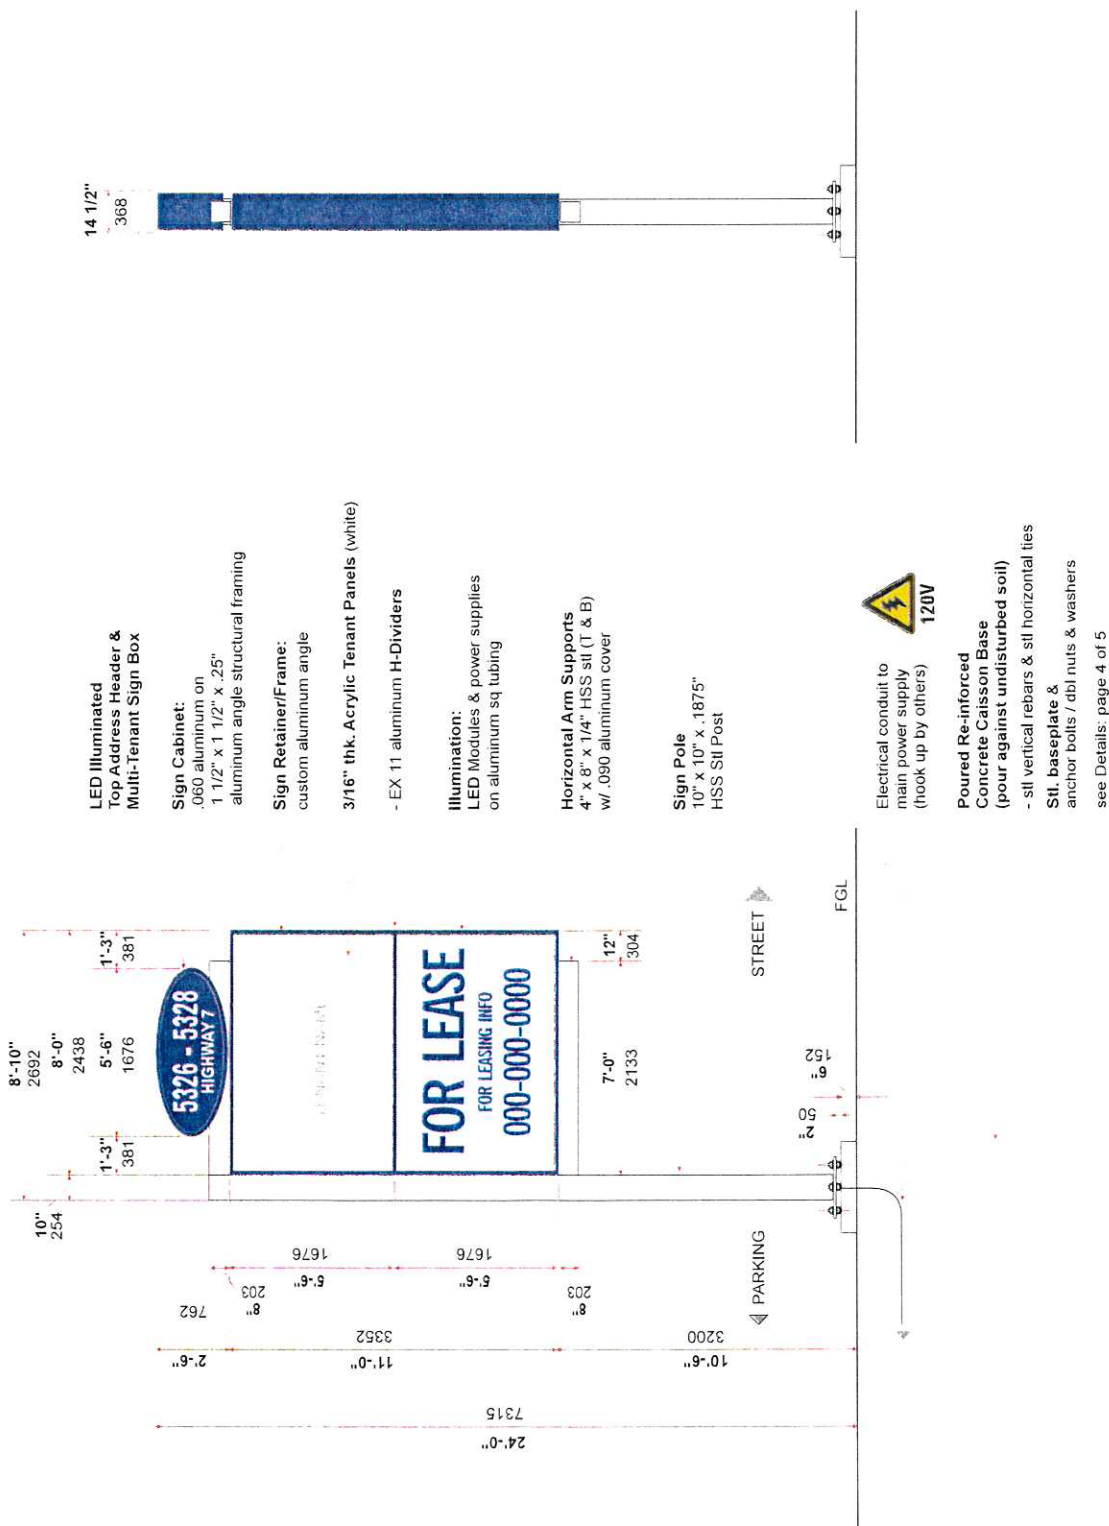 14 1/2"
368
LED Illuminated
Top Address Header &
Multi-Tenant Sign Box
Sign Cabinet:
.060 aluminum on
1 1/2" x 1 1/2" x .25"
aluminum angle structural framing
Sign Retainer/Frame:
custom aluminum angle
3/16" thk. Acrylic Tenant Panels (white)
- EX 11 aluminum H-Dividers
Illumination:
LED Modules & power supplies
on aluminum sq tubing
Horizontal Arm Supports
4" x 8" x 1/4" HSS stl (T & B)
w/ .090 aluminum cover
Sign Pole
10" x 10" x .1875"
HSS Stl Post
Electrical conduit to
main power supply
(hook up by others)
120V
Poured Re-inforced
Concrete Caisson Base
(pour against undisturbed soil)
- stl vertical rebars & stl horizontal ties
Stl. baseplate &
anchor bolts / dbl nuts & washers
see Details: page 4 of 5
8'-10"
2692
8'-0"
2438
10"
254
1'-3"
381
5'-6"
1676
1'-3"
381
5326 - 5328
HIGHWAY 7
TENANT NAME
FOR LEASE
FOR LEASING INFO
000-000-0000
7'-0"
2133
12"
304
STREET
PARKING
FGL
6"
152
2"
50
24'-0"
7315
2'-6"
762
11'-0"
3352
10'-6"
3200
8"
203
5'-6"
1676
5'-6"
1676
8"
203